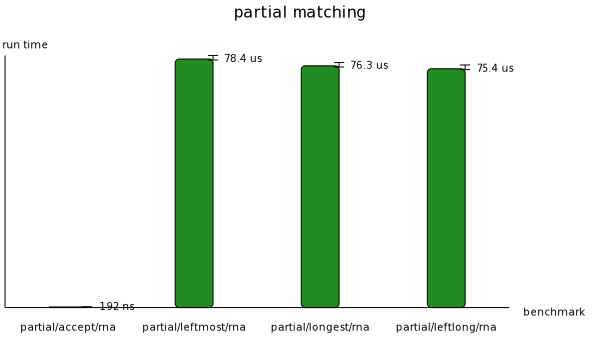 partial matching
run time
78.4 us
76.3 us
75.4 us
192 ns
benchmark
partial/accept/rna
partial/leftmost/rna
partial/longest/rna
partial/leftlong/rna